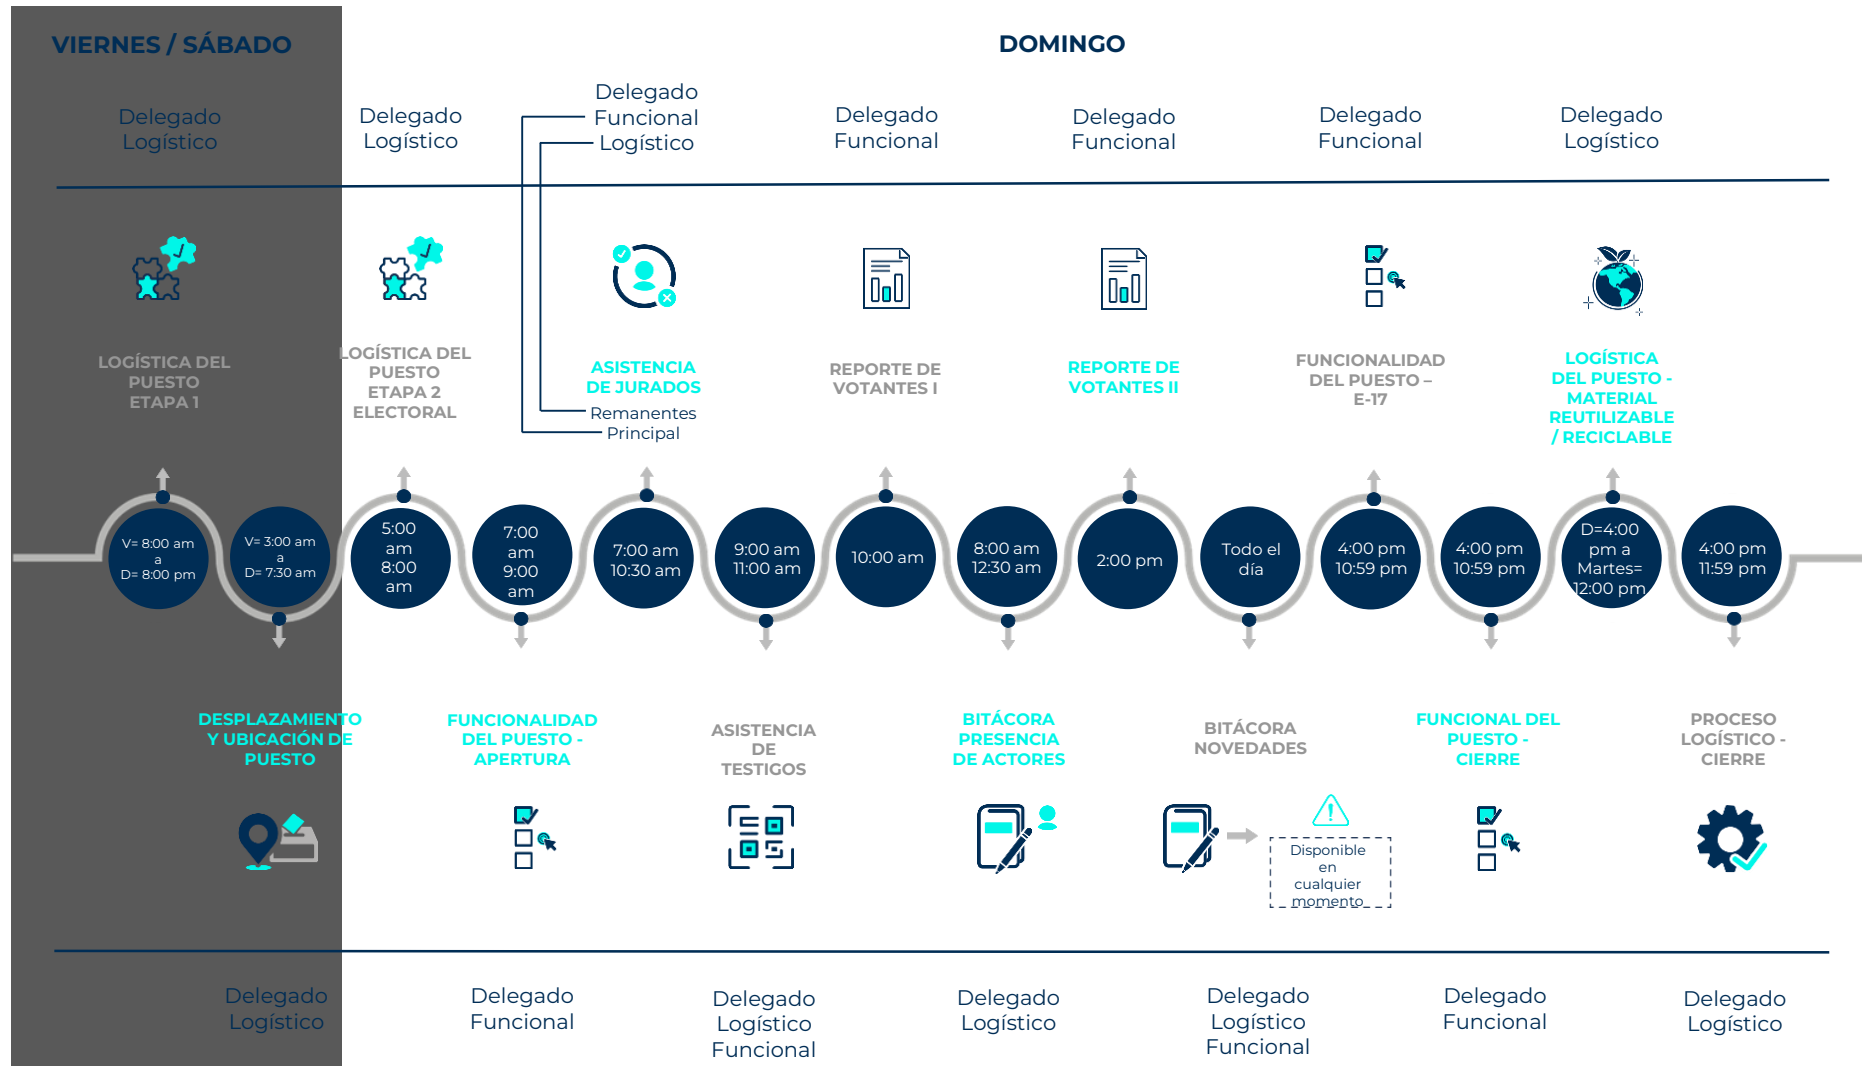 VIERNES / SÁBADO
DOMINGO
Delegado
Logístico
Delegado
Logístico
Delegado
Funcional
Logístico
Delegado
Funcional
Delegado
Funcional
Delegado
Funcional
Delegado
Logístico
LOGÍSTICA DEL
PUESTO
ETAPA 1
LOGÍSTICA DEL
PUESTO
ETAPA 2
ELECTORAL
ASISTENCIA
DE JURADOS
Remanentes
Principal
REPORTE DE
VOTANTES I
REPORTE DE
VOTANTES II
FUNCIONALIDAD
DEL PUESTO –
E-17
LOGÍSTICA
DEL PUESTO -
MATERIAL
REUTILIZABLE
/ RECICLABLE
V= 8:00 am
a
D= 8:00 pm
V= 3:00 am
a
D= 7:30 am
5:00
am
8:00
am
7:00
am
9:00
am
7:00 am
10:30 am
9:00 am
11:00 am
10:00 am
8:00 am
12:30 am
2:00 pm
Todo el
día
4:00 pm
10:59 pm
4:00 pm
10:59 pm
D=4:00
pm a
Martes=
12:00 pm
4:00 pm
11:59 pm
DESPLAZAMIENTO
Y UBICACIÓN DE
PUESTO
FUNCIONALIDAD
DEL PUESTO -
APERTURA
ASISTENCIA
DE
TESTIGOS
BITÁCORA
PRESENCIA
DE ACTORES
BITÁCORA
NOVEDADES
Disponible
en
cualquier
momento
FUNCIONAL DEL
PUESTO -
CIERRE
PROCESO
LOGÍSTICO -
CIERRE
Delegado
Logístico
Delegado
Funcional
Delegado
Logístico
Funcional
Delegado
Logístico
Delegado
Logístico
Funcional
Delegado
Funcional
Delegado
Logístico